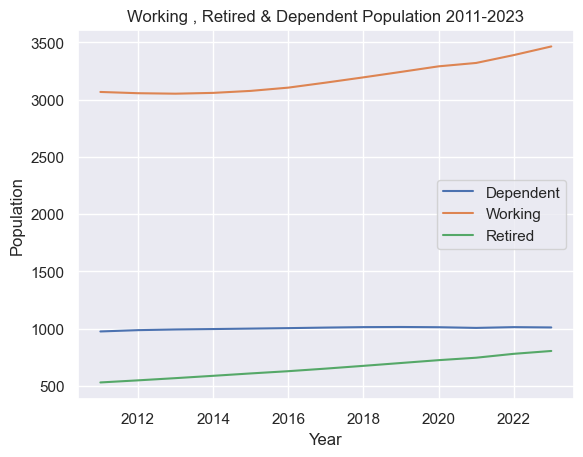 Working , Retired & Dependent Population 2011-2023
3500
3000
2500
2000
1500
1000
500
Population
Dependent
Working
Retired
2012 2014 2016 2018 2020 2022
Year